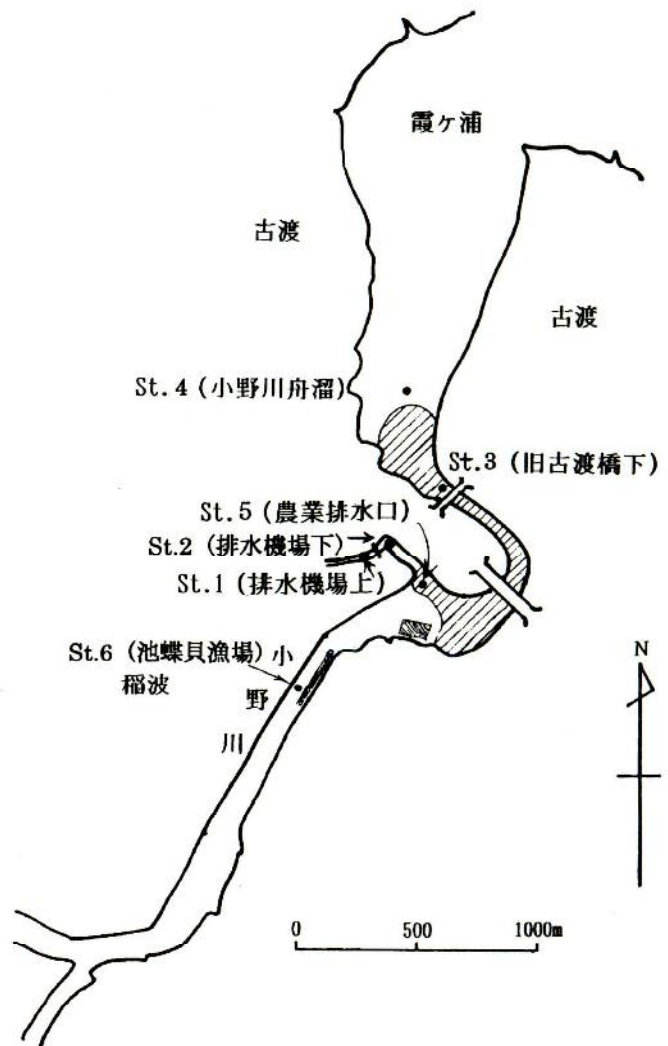 霞ヶ浦
古渡
古渡
St.4 (小野川舟溜)
St.3 (旧古渡橋下)
St.5 (農業排水口)
St.2 (排水機場下)
St.1 (排水機場上)
St.6 (池蝶貝漁場)
稲波
小野川
N
0 500 1000m